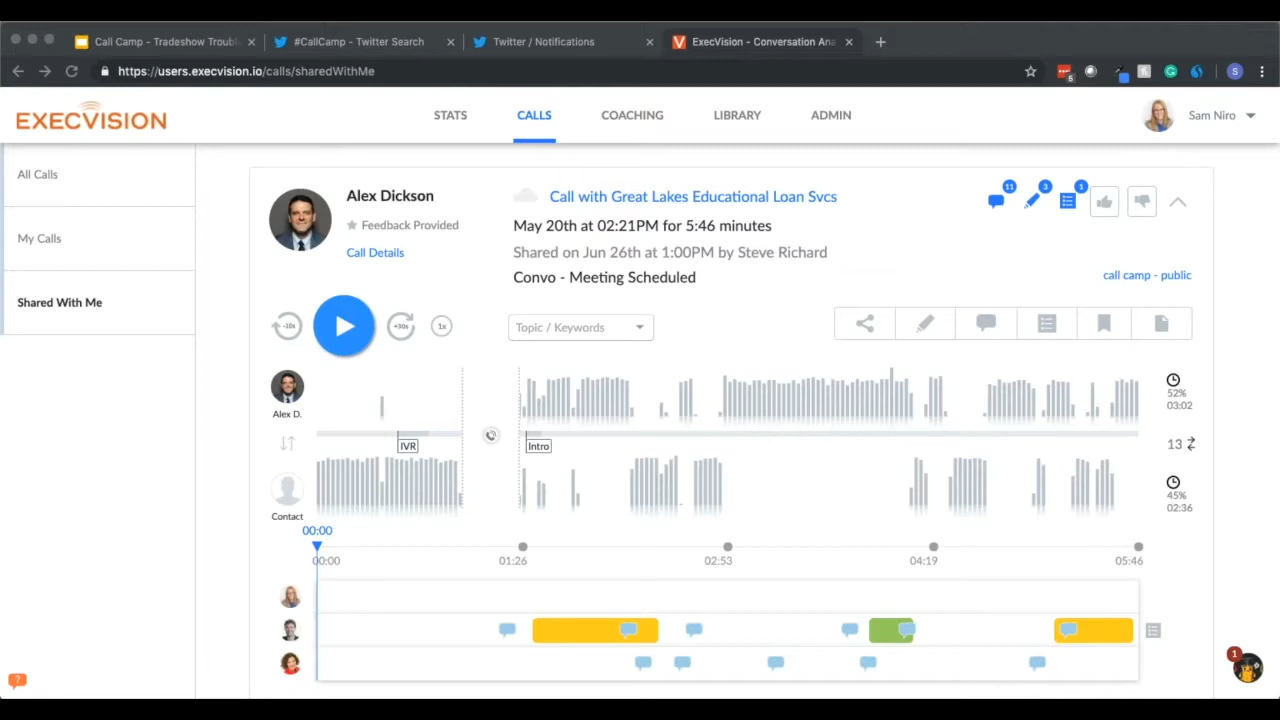 Call Camp - Tradeshow Troubl
#CallCamp - Twitter Search
Twitter / Notifications
ExecVision - Conversation Ana
https://users.execvision.io/calls/sharedWithMe
6
S
EXECVISION
STATS
CALLS
COACHING
LIBRARY
ADMIN
Sam Niro
All Calls
My Calls
Shared With Me
Alex Dickson
Feedback Provided
Call Details
Call with Great Lakes Educational Loan Svcs
May 20th at 02:21PM for 5:46 minutes
Shared on Jun 26th at 1:00PM by Steve Richard
Convo - Meeting Scheduled
11
3
1
call camp - public
-10s
+30s
1x
Topic / Keywords
Alex D.
52%
03:02
IVR
Intro
13
Contact
45%
02:36
00:00
00:00
01:26
02:53
04:19
05:46
?
1